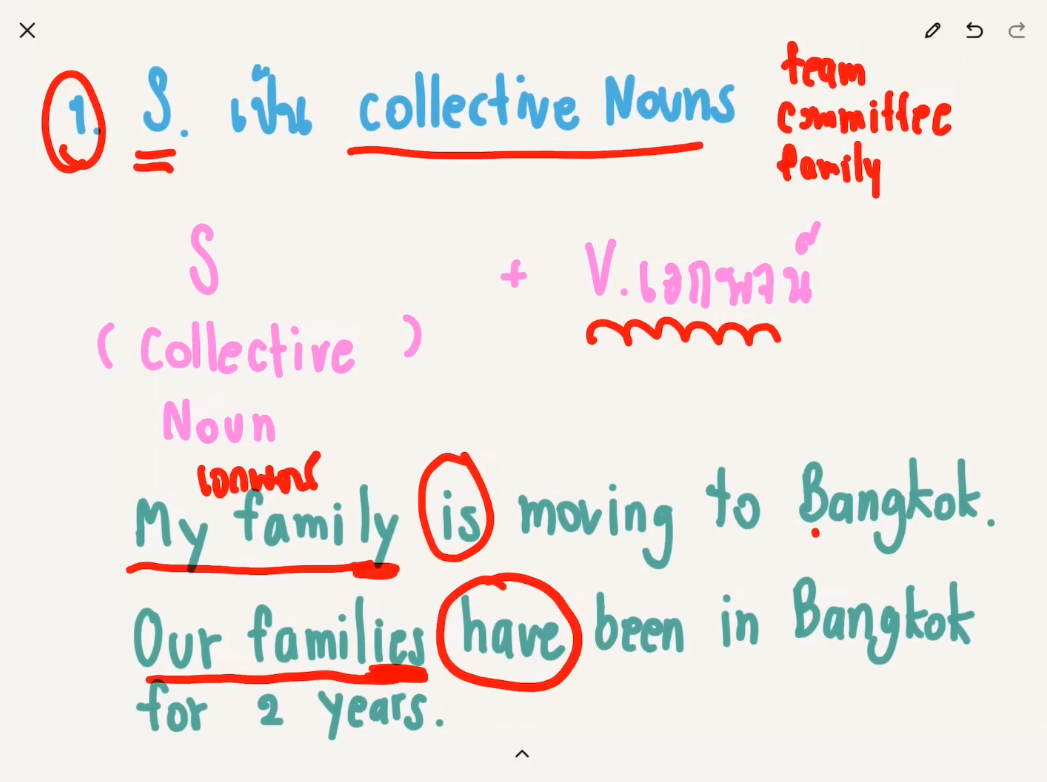 1. S. เป็น collective Nouns
team
committee
family
S + V.เอกพจน์
(Collective)
Noun
เอกพจน์
My family is moving to Bangkok.
Our families have been in Bangkok
for 2 years.